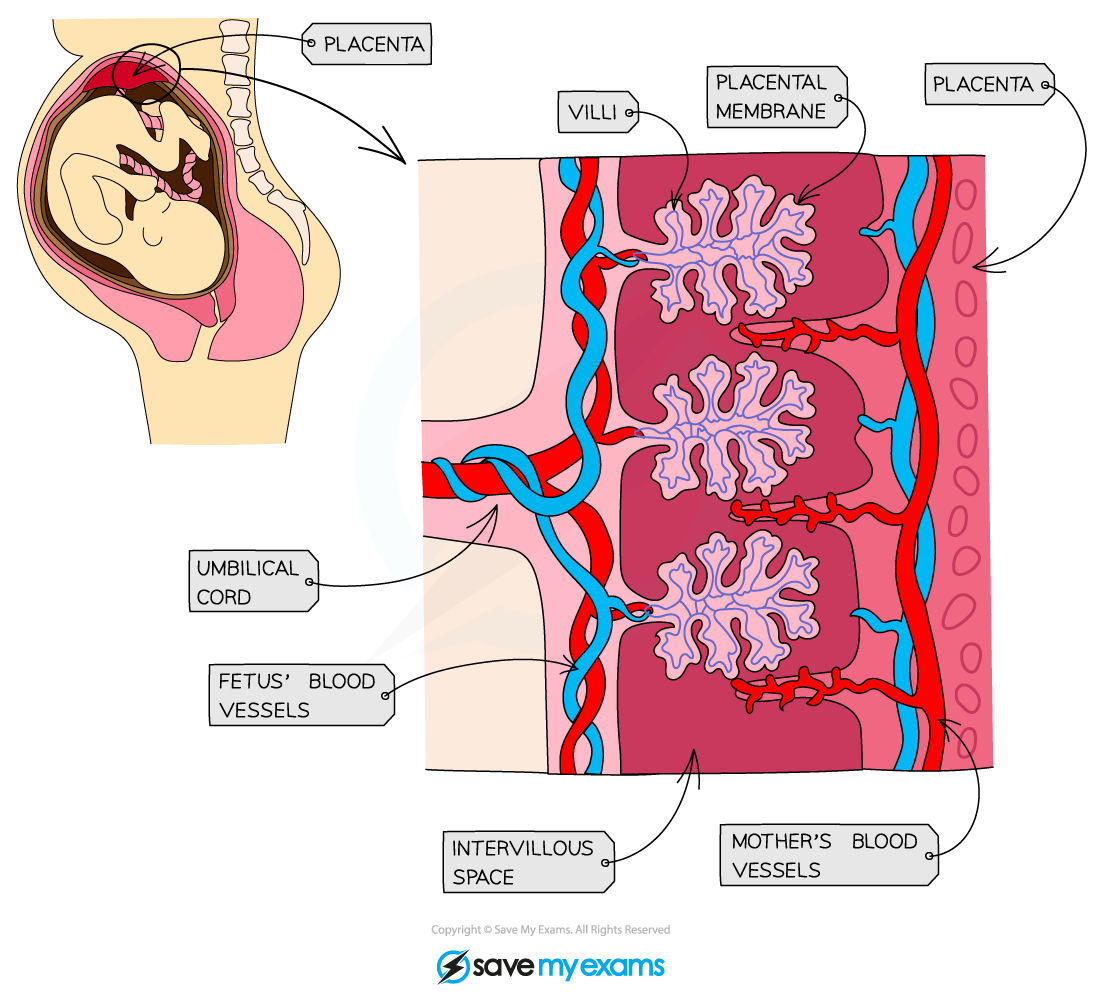 PLACENTA
VILLI
PLACENTAL
MEMBRANE
PLACENTA
UMBILICAL
CORD
FETUS' BLOOD
VESSELS
INTERVILLOUS
SPACE
MOTHER'S BLOOD
VESSELS
Copyright © Save My Exams. All Rights Reserved
save my exams